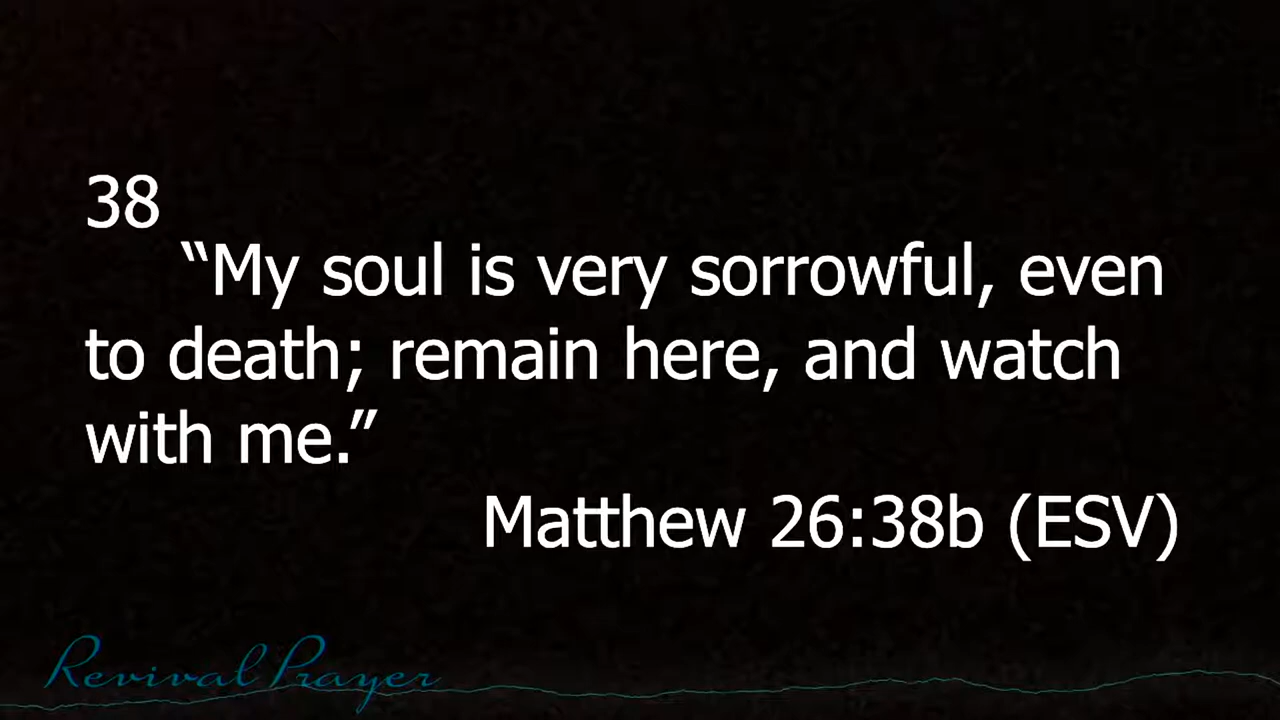 38
“My soul is very sorrowful, even
to death; remain here, and watch
with me.”
Matthew 26:38b (ESV)
Revival Prayer